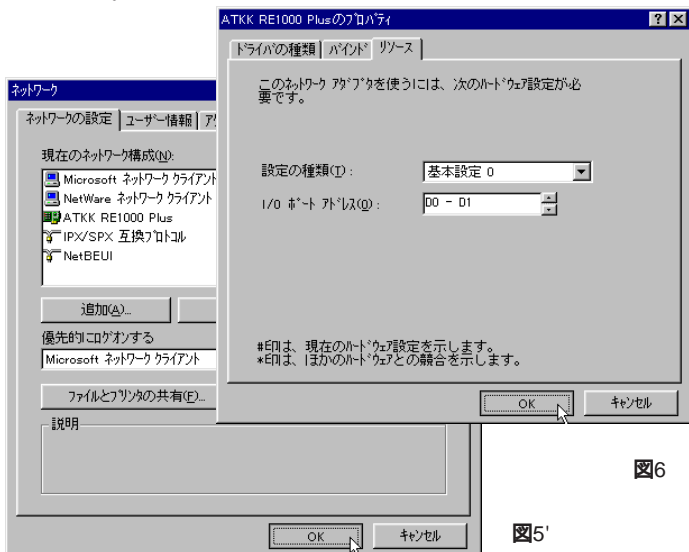 ATKK RE1000 Plusのﾌﾟﾛﾊﾟﾃｨ
ﾄﾞﾗｲﾊﾞの種類
ﾊﾞｲﾝﾄﾞ
ﾘｿｰｽ
このﾈｯﾄﾜｰｸ ｱﾀﾞﾌﾟﾀを使うには、次のﾊｰﾄﾞｳｪｱ設定が必
要です。
設定の種類(T):
基本設定 0
I/O ﾎﾟｰﾄ ｱﾄﾞﾚｽ(O):
D0 - D1
#印は、現在のﾊｰﾄﾞｳｪｱ設定を示します。
*印は、ほかのﾊｰﾄﾞｳｪｱとの競合を示します。
OK
ｷｬﾝｾﾙ
図6
ﾈｯﾄﾜｰｸ
ﾈｯﾄﾜｰｸの設定
ﾕｰｻﾞｰ情報
現在のﾈｯﾄﾜｰｸ構成(N):
Microsoft ﾈｯﾄﾜｰｸ ｸﾗｲｱﾝﾄ
NetWare ﾈｯﾄﾜｰｸ ｸﾗｲｱﾝﾄ
ATKK RE1000 Plus
IPX/SPX 互換ﾌﾟﾛﾄｺﾙ
NetBEUI
追加(A)...
優先的にﾛｸﾞｵﾝする
Microsoft ﾈｯﾄﾜｰｸ ｸﾗｲｱﾝﾄ
ﾌｧｲﾙとﾌﾟﾘﾝﾀの共有(F)...
説明
OK
ｷｬﾝｾﾙ
図5'